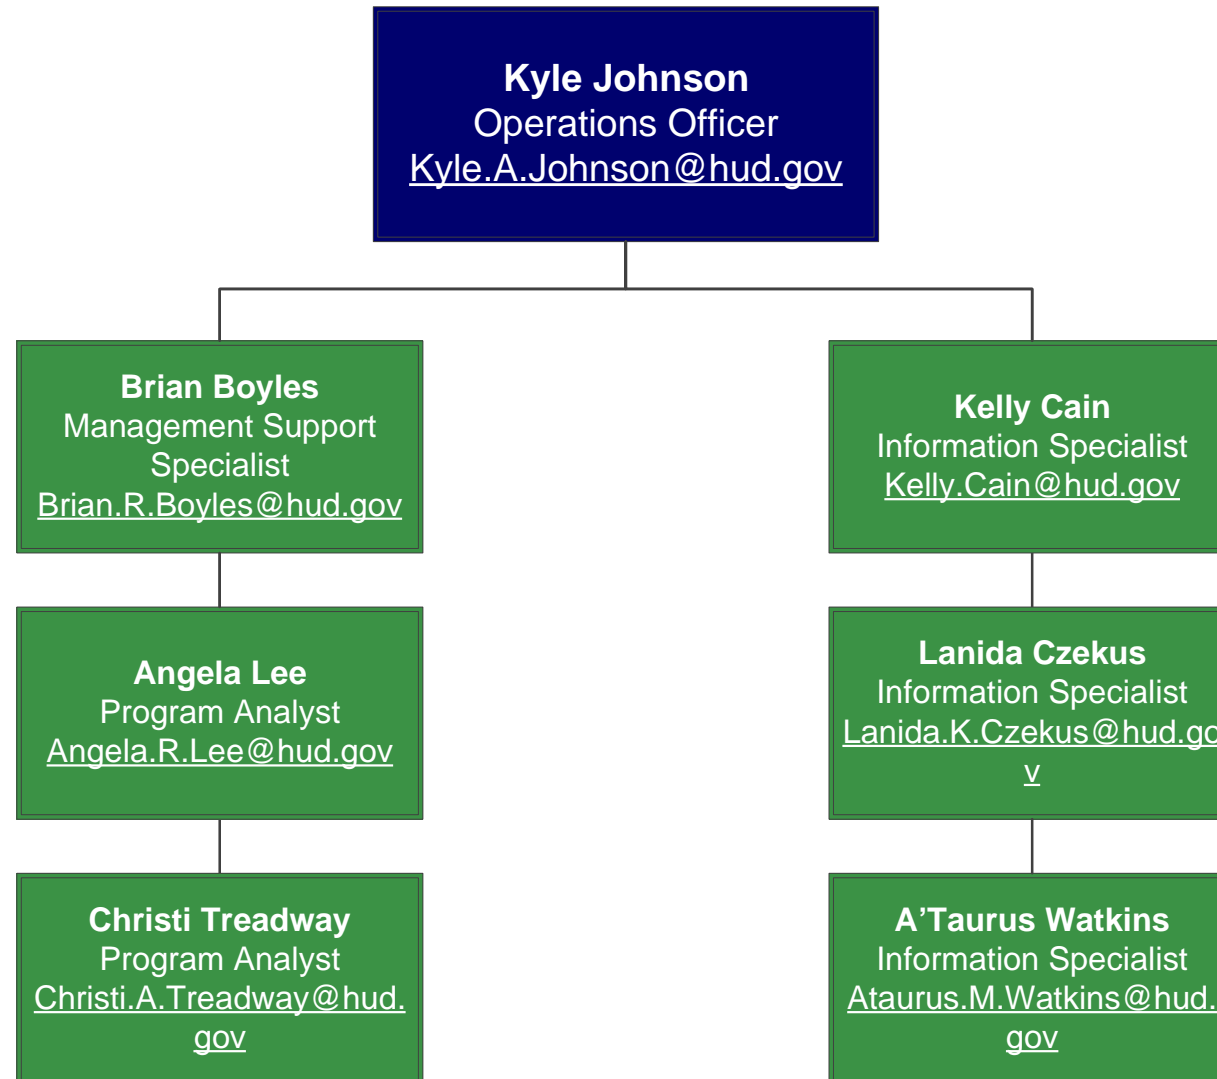 Kyle Johnson
Operations Officer
Kyle.A.Johnson@hud.gov
Brian Boyles
Management Support
Specialist
Brian.R.Boyles@hud.gov
Kelly Cain
Information Specialist
Kelly.Cain@hud.gov
Angela Lee
Program Analyst
Angela.R.Lee@hud.gov
Lanida Czekus
Information Specialist
Lanida.K.Czekus@hud.go
v
Christi Treadway
Program Analyst
Christi.A.Treadway@hud.
gov
A’Taurus Watkins
Information Specialist
Ataurus.M.Watkins@hud.
gov